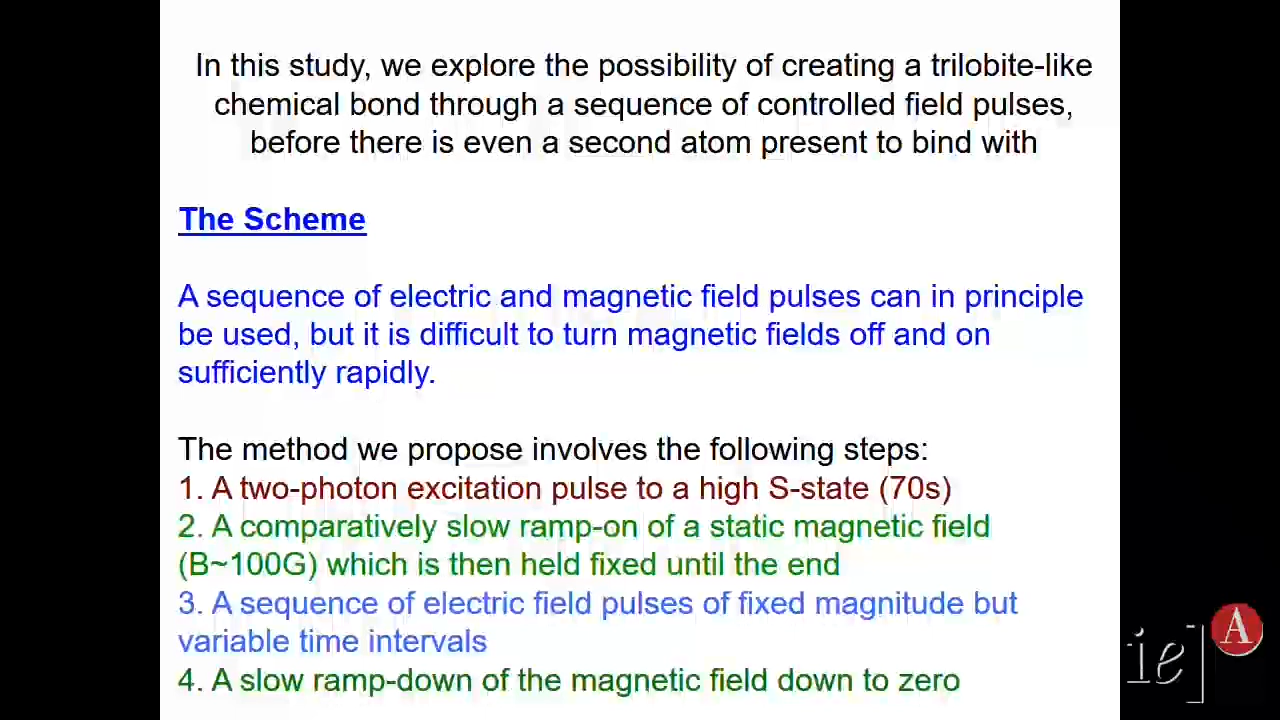 In this study, we explore the possibility of creating a trilobite-like
chemical bond through a sequence of controlled field pulses,
before there is even a second atom present to bind with
The Scheme
A sequence of electric and magnetic field pulses can in principle
be used, but it is difficult to turn magnetic fields off and on
sufficiently rapidly.
The method we propose involves the following steps:
1. A two-photon excitation pulse to a high S-state (70s)
2. A comparatively slow ramp-on of a static magnetic field
(B~100G) which is then held fixed until the end
3. A sequence of electric field pulses of fixed magnitude but
variable time intervals
4. A slow ramp-down of the magnetic field down to zero
ie]
A